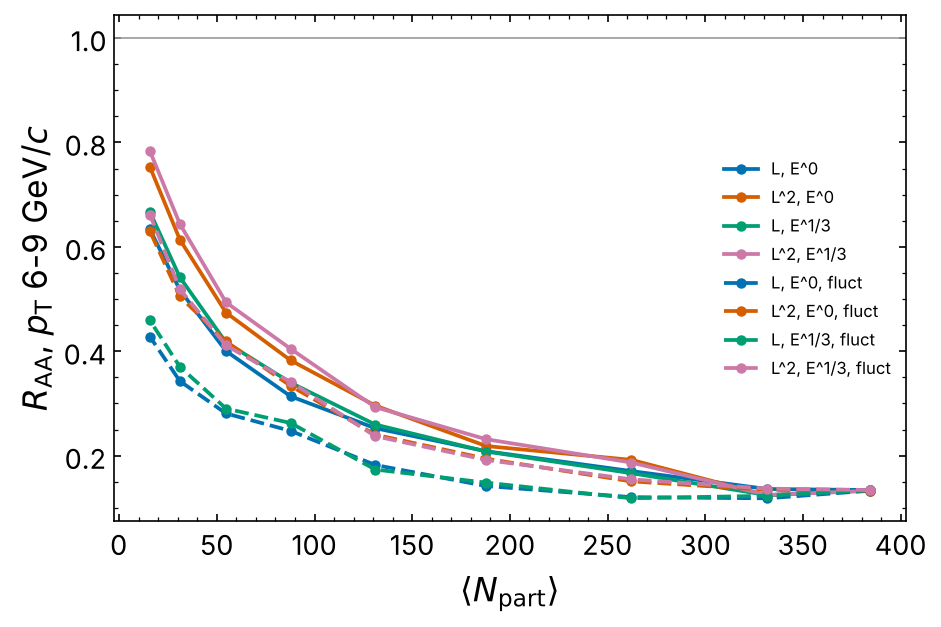 1.0
0.8
0.6
0.4
0.2
R_AA, p_T 6-9 GeV/c
L, E^0
L^2, E^0
L, E^1/3
L^2, E^1/3
L, E^0, fluct
L^2, E^0, fluct
L, E^1/3, fluct
L^2, E^1/3, fluct
0 50 100 150 200 250 300 350 400
⟨N_part⟩